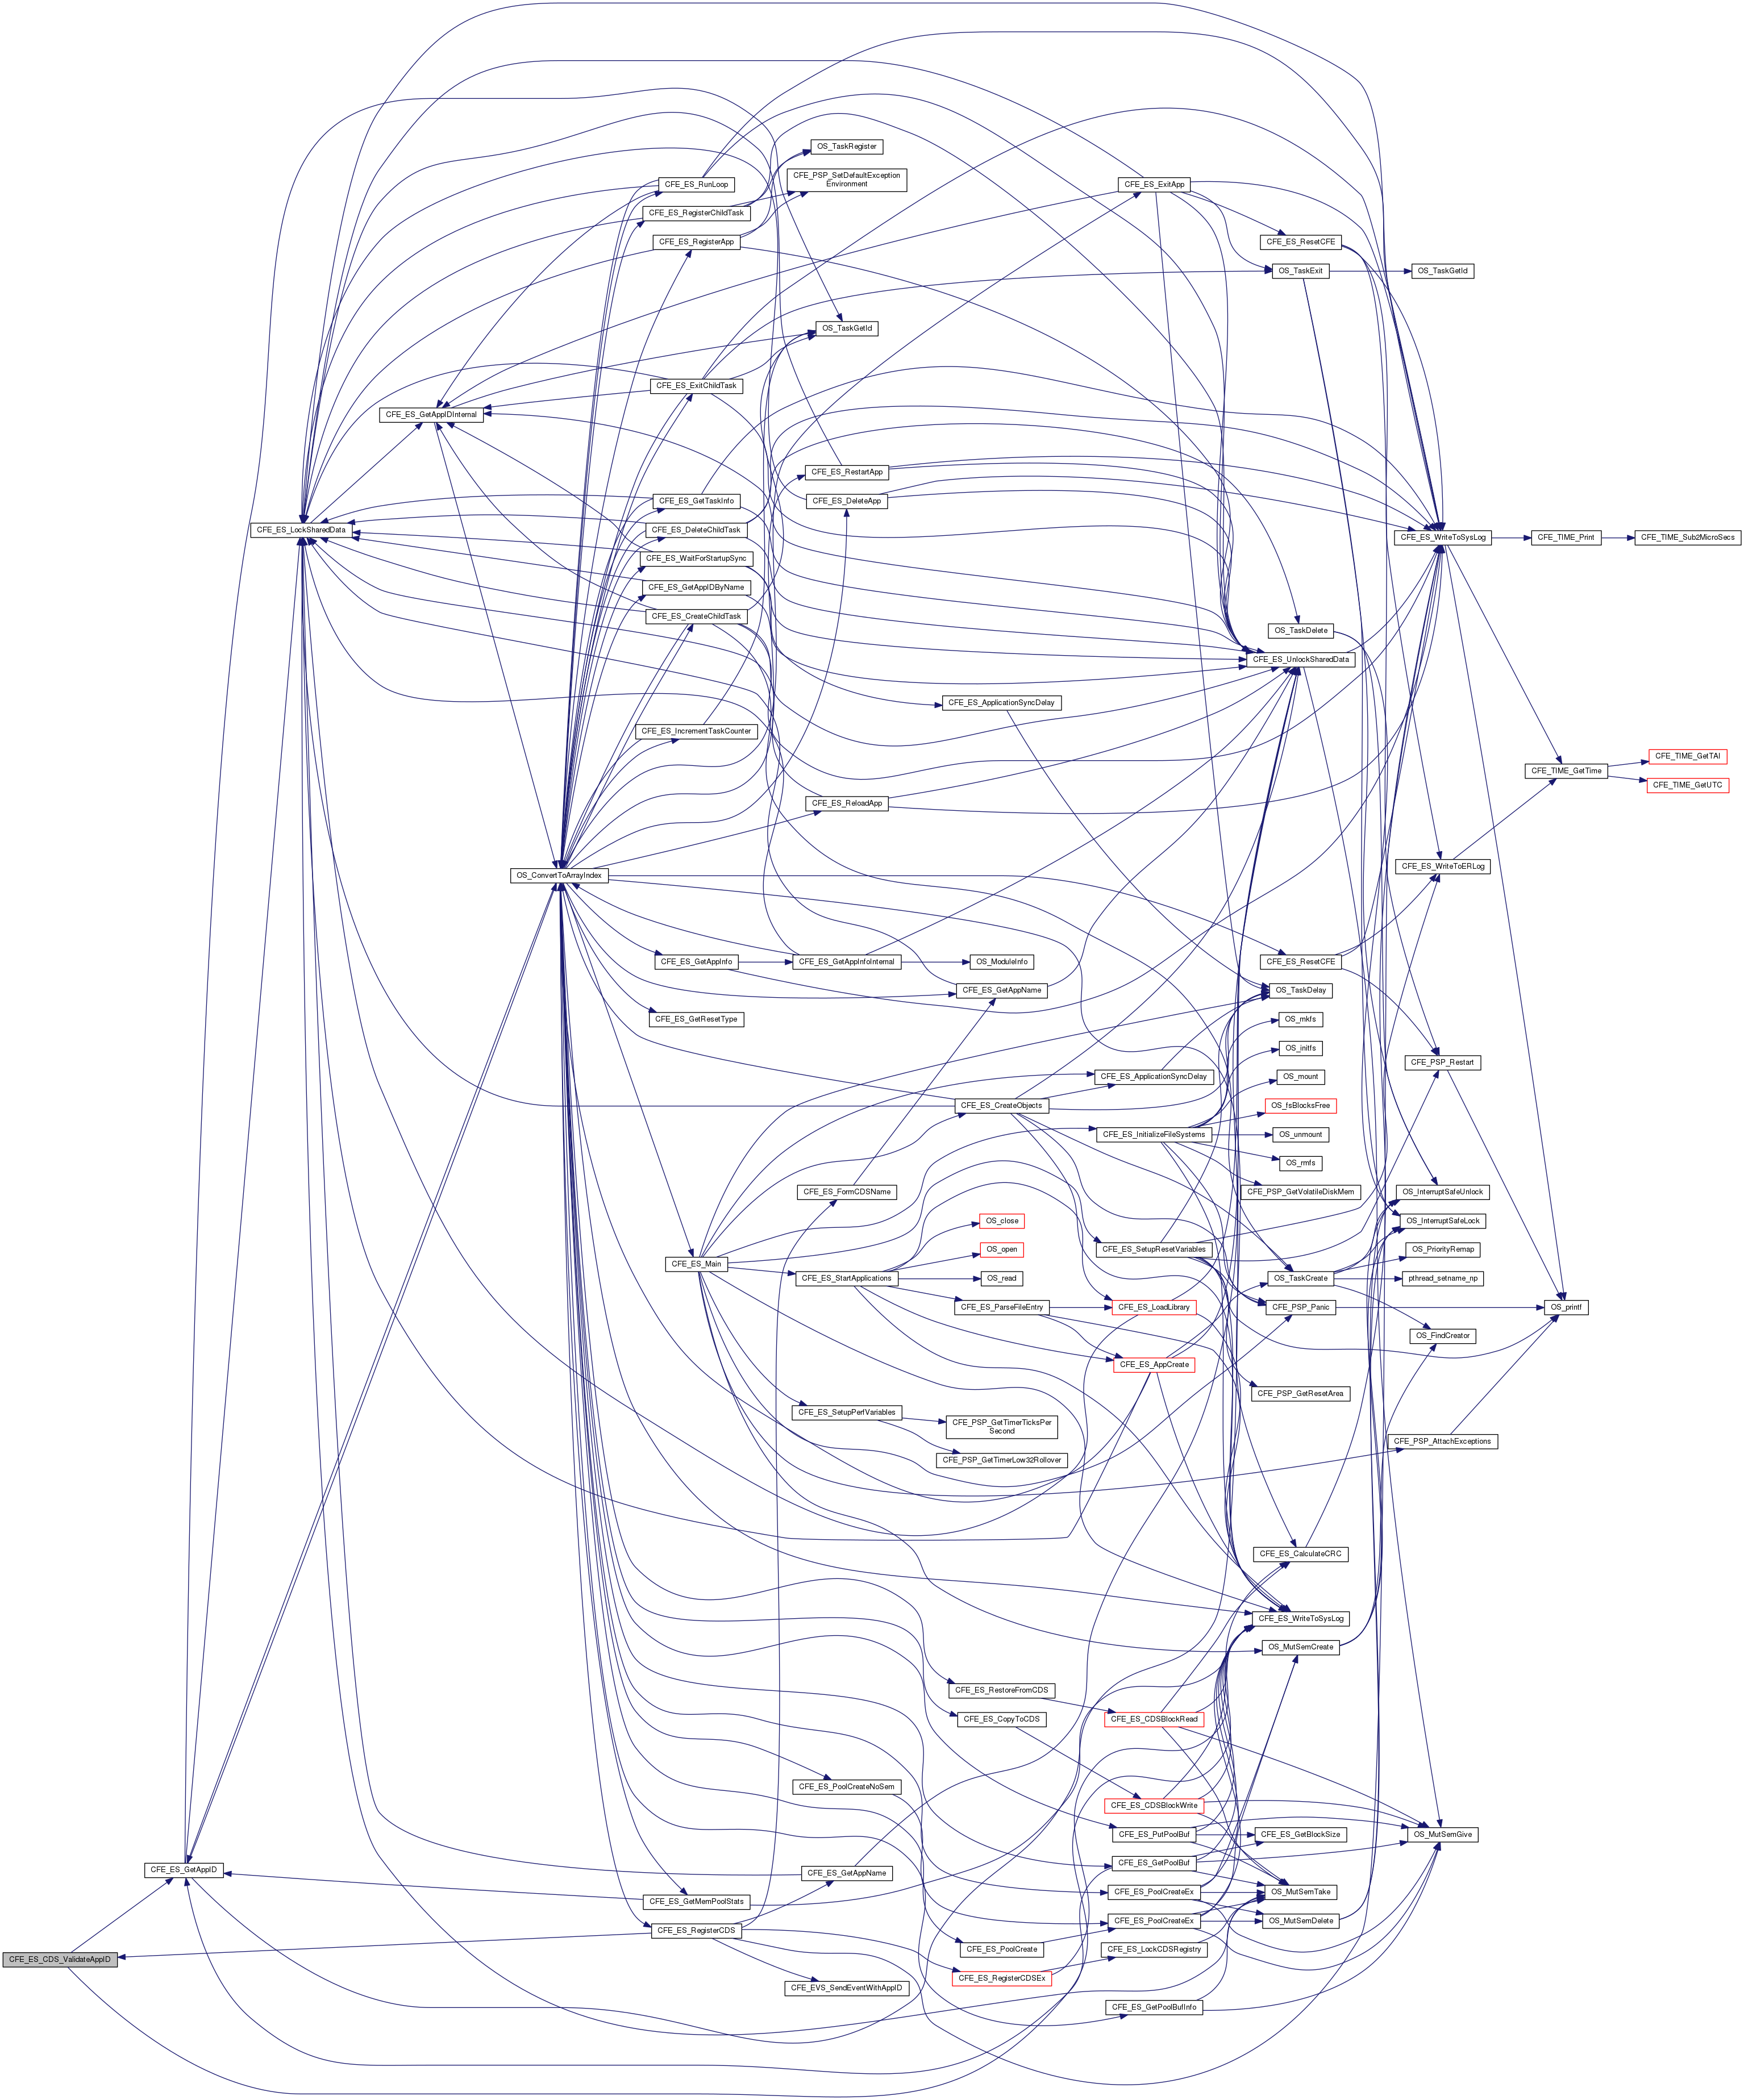 CFE_ES_RunLoop
CFE_ES_RegisterChildTask
CFE_ES_RegisterApp
OS_TaskRegister
CFE_PSP_SetDefaultException
Environment
CFE_ES_ExitApp
CFE_ES_ResetCFE
OS_TaskExit
OS_TaskGetId
OS_TaskGetId
CFE_ES_ExitChildTask
CFE_ES_GetAppIDInternal
CFE_ES_RestartApp
CFE_ES_DeleteApp
CFE_ES_GetTaskInfo
CFE_ES_LockSharedData
CFE_ES_DeleteChildTask
CFE_ES_WriteToSysLog
CFE_TIME_Print
CFE_TIME_Sub2MicroSecs
CFE_ES_WaitForStartupSync
CFE_ES_GetAppIDByName
CFE_ES_CreateChildTask
OS_TaskDelete
CFE_ES_UnlockSharedData
CFE_ES_ApplicationSyncDelay
CFE_ES_IncrementTaskCounter
CFE_TIME_GetTAI
CFE_TIME_GetTime
CFE_TIME_GetUTC
CFE_ES_ReloadApp
CFE_ES_WriteToERLog
OS_ConvertToArrayIndex
CFE_ES_GetAppInfo
CFE_ES_GetAppInfoInternal
OS_ModuleInfo
CFE_ES_ResetCFE
CFE_ES_GetAppName
OS_TaskDelay
CFE_ES_GetResetType
OS_mkfs
OS_initfs
CFE_PSP_Restart
CFE_ES_ApplicationSyncDelay
OS_mount
CFE_ES_CreateObjects
OS_fsBlocksFree
CFE_ES_InitializeFileSystems
OS_unmount
OS_rmfs
CFE_ES_FormCDSName
CFE_PSP_GetVolatileDiskMem
OS_InterruptSafeUnlock
OS_close
OS_InterruptSafeLock
OS_open
CFE_ES_SetupResetVariables
OS_PriorityRemap
CFE_ES_Main
CFE_ES_StartApplications
OS_read
OS_TaskCreate
pthread_setname_np
CFE_ES_ParseFileEntry
CFE_ES_LoadLibrary
CFE_PSP_Panic
OS_printf
OS_FindCreator
CFE_ES_AppCreate
CFE_PSP_GetResetArea
CFE_ES_SetupPerfVariables
CFE_PSP_GetTimerTicksPer
Second
CFE_PSP_AttachExceptions
CFE_PSP_GetTimerLow32Rollover
CFE_ES_CalculateCRC
CFE_ES_WriteToSysLog
OS_MutSemCreate
CFE_ES_RestoreFromCDS
CFE_ES_CopyToCDS
CFE_ES_CDSBlockRead
CFE_ES_PoolCreateNoSem
CFE_ES_CDSBlockWrite
CFE_ES_PutPoolBuf
CFE_ES_GetBlockSize
OS_MutSemGive
CFE_ES_GetPoolBuf
CFE_ES_GetAppID
CFE_ES_GetAppName
CFE_ES_PoolCreateEx
OS_MutSemTake
CFE_ES_GetMemPoolStats
CFE_ES_PoolCreateEx
OS_MutSemDelete
CFE_ES_RegisterCDS
CFE_ES_PoolCreate
CFE_ES_LockCDSRegistry
CFE_ES_CDS_ValidateAppID
CFE_ES_RegisterCDSEx
CFE_EVS_SendEventWithAppID
CFE_ES_GetPoolBufInfo